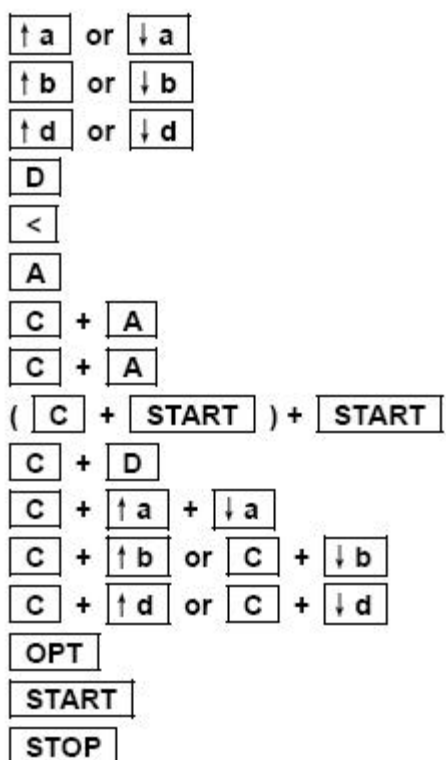 ↑ a or ↓ a
↑ b or ↓ b
↑ d or ↓ d
D
<
A
C + A
C + A
( C + START ) + START
C + D
C + ↑ a + ↓ a
C + ↑ b or C + ↓ b
C + ↑ d or C + ↓ d
OPT
START
STOP